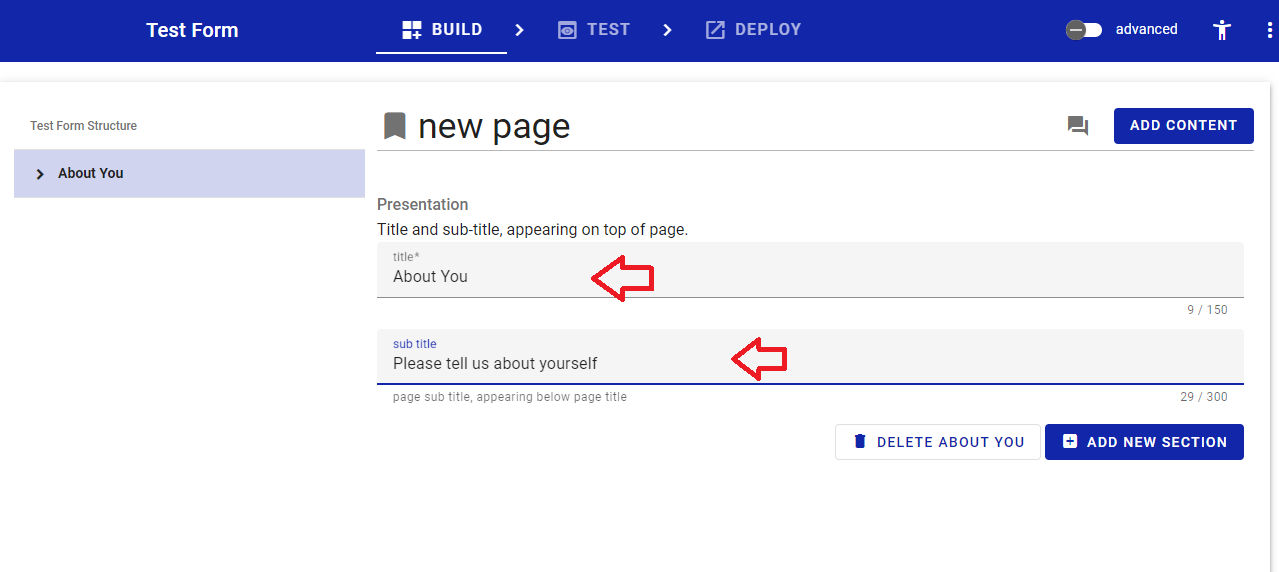 Test Form
BUILD
TEST
DEPLOY
advanced
Test Form Structure
About You
new page
ADD CONTENT
Presentation
Title and sub-title, appearing on top of page.
title*
About You
9 / 150
sub title
Please tell us about yourself
page sub title, appearing below page title
29 / 300
DELETE ABOUT YOU
ADD NEW SECTION